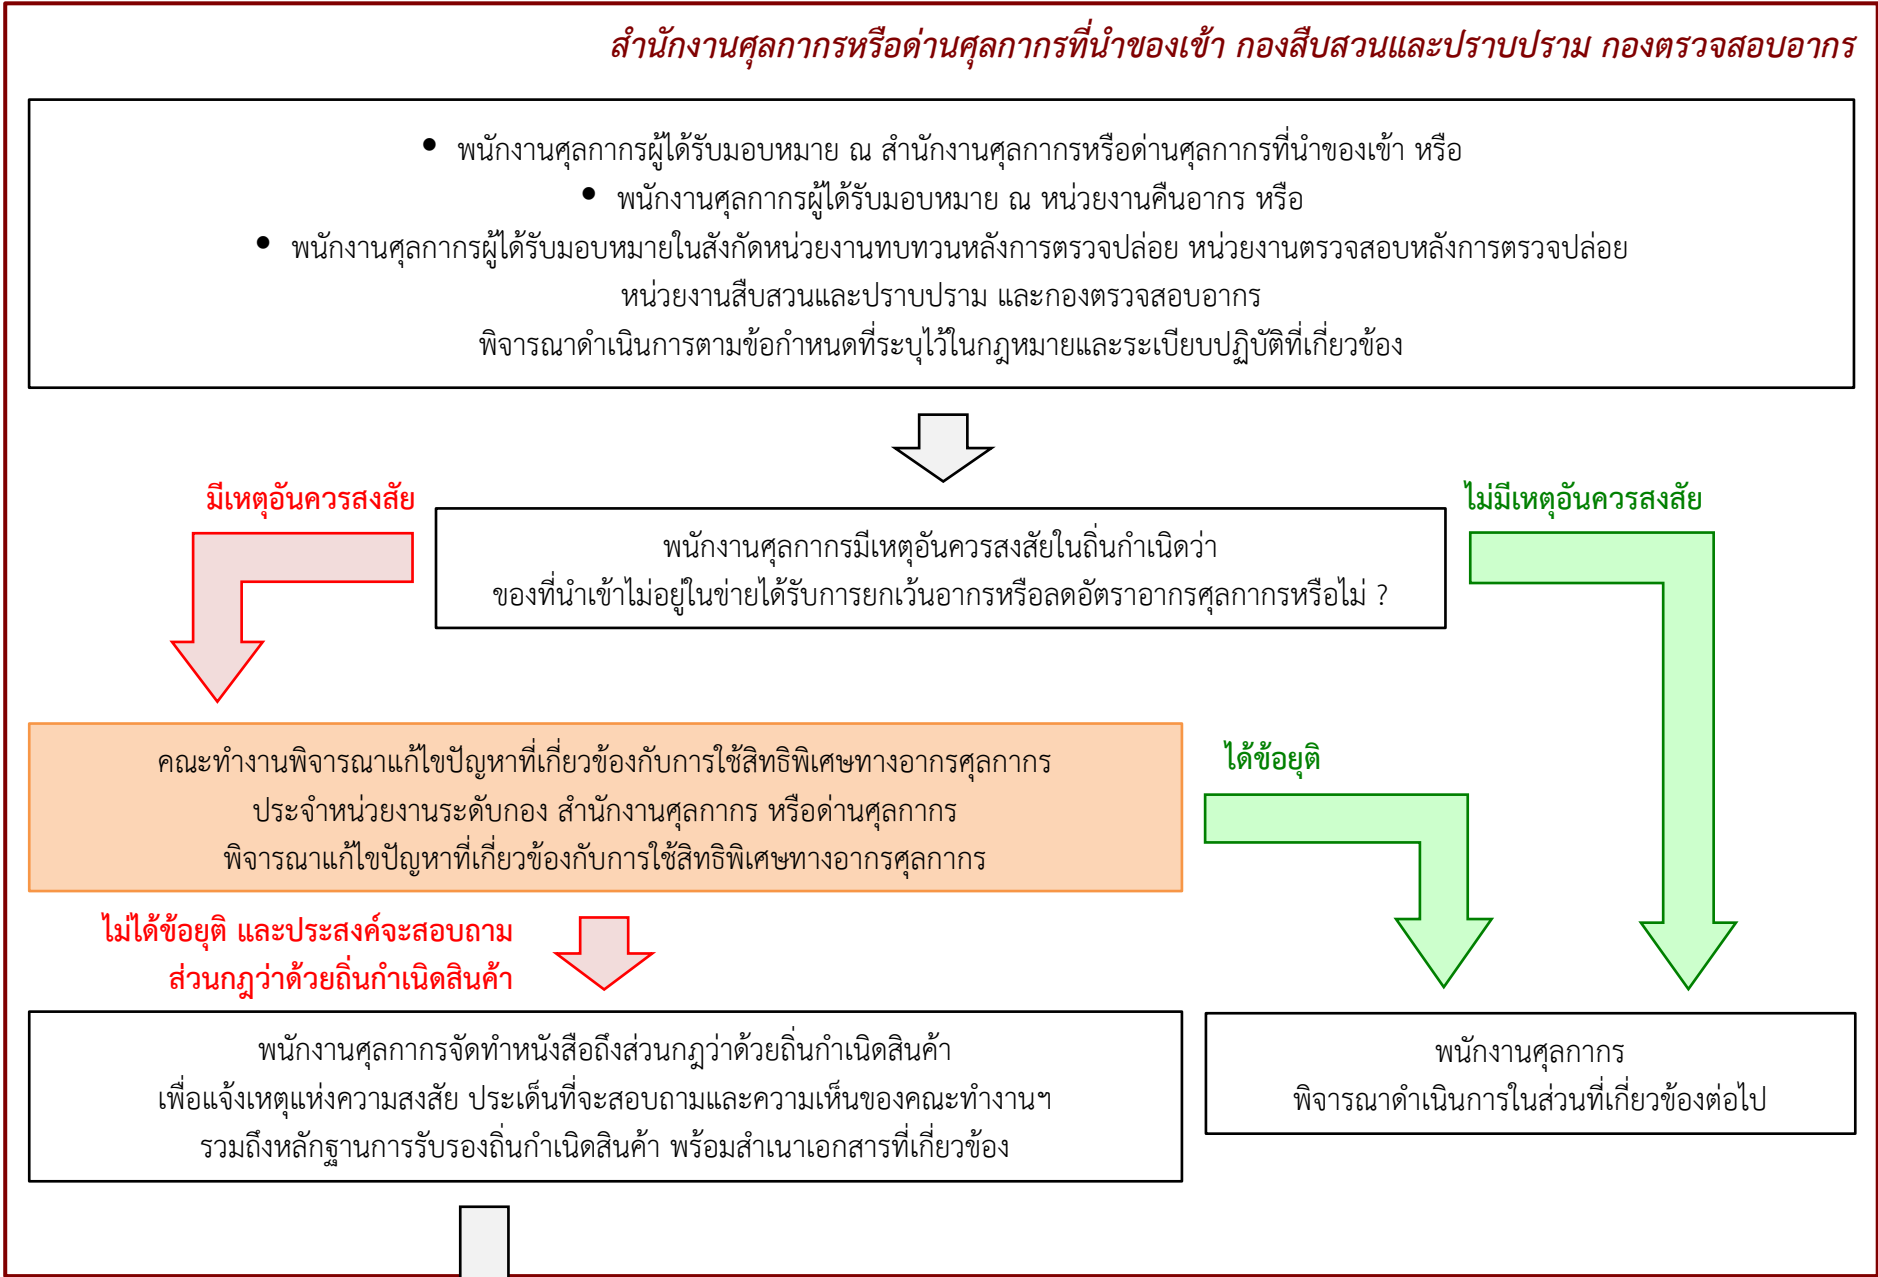 สำนักงานศุลกากรหรือด่านศุลกากรที่นำของเข้า กองสืบสวนและปราบปราม กองตรวจสอบอากร
• พนักงานศุลกากรผู้ได้รับมอบหมาย ณ สำนักงานศุลกากรหรือด่านศุลกากรที่นำของเข้า หรือ
• พนักงานศุลกากรผู้ได้รับมอบหมาย ณ หน่วยงานคืนอากร หรือ
• พนักงานศุลกากรผู้ได้รับมอบหมายในสังกัดหน่วยงานทบทวนหลังการตรวจปล่อย หน่วยงานตรวจสอบหลังการตรวจปล่อย
หน่วยงานสืบสวนและปราบปราม และกองตรวจสอบอากร
พิจารณาดำเนินการตามข้อกำหนดที่ระบุไว้ในกฎหมายและระเบียบปฏิบัติที่เกี่ยวข้อง
มีเหตุอันควรสงสัย
ไม่มีเหตุอันควรสงสัย
พนักงานศุลกากรมีเหตุอันควรสงสัยในถิ่นกำเนิดว่า
ของที่นำเข้าไม่อยู่ในข่ายได้รับการยกเว้นอากรหรือลดอัตราอากรศุลกากรหรือไม่ ?
คณะทำงานพิจารณาแก้ไขปัญหาที่เกี่ยวข้องกับการใช้สิทธิพิเศษทางอากรศุลกากร
ประจำหน่วยงานระดับกอง สำนักงานศุลกากร หรือด่านศุลกากร
พิจารณาแก้ไขปัญหาที่เกี่ยวข้องกับการใช้สิทธิพิเศษทางอากรศุลกากร
ได้ข้อยุติ
ไม่ได้ข้อยุติ และประสงค์จะสอบถาม
ส่วนกฎว่าด้วยถิ่นกำเนิดสินค้า
พนักงานศุลกากรจัดทำหนังสือถึงส่วนกฎว่าด้วยถิ่นกำเนิดสินค้า
เพื่อแจ้งเหตุแห่งความสงสัย ประเด็นที่จะสอบถามและความเห็นของคณะทำงานฯ
รวมถึงหลักฐานการรับรองถิ่นกำเนิดสินค้า พร้อมสำเนาเอกสารที่เกี่ยวข้อง
พนักงานศุลกากร
พิจารณาดำเนินการในส่วนที่เกี่ยวข้องต่อไป